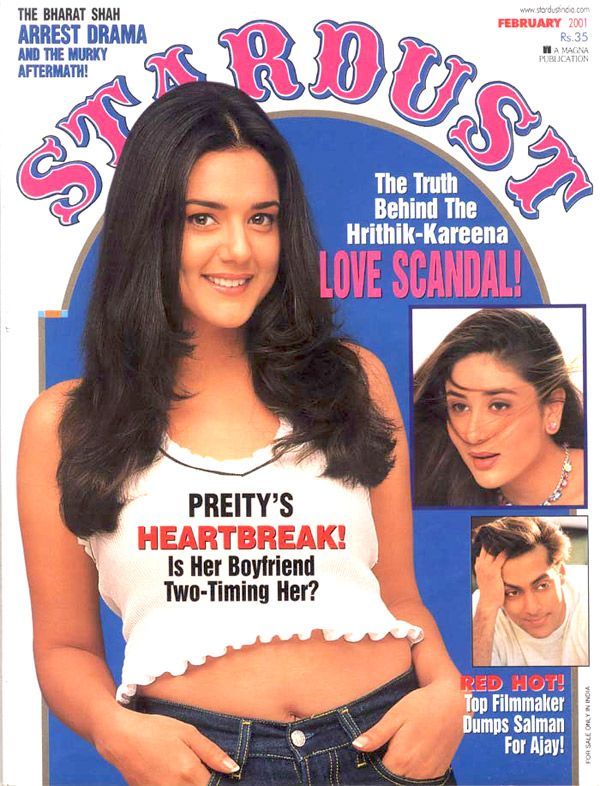 THE BHARAT SHAH
ARREST DRAMA
AND THE MURKY
AFTERMATH!
www.stardustindia.com
FEBRUARY 2001
Rs.35
A MAGNA
PUBLICATION
STARDUST
The Truth
Behind The
Hrithik-Kareena
LOVE SCANDAL!
PREITY'S
HEARTBREAK!
Is Her Boyfriend
Two-Timing Her?
RED HOT!
Top Filmmaker
Dumps Salman
For Ajay!
FOR SALE ONLY IN INDIA